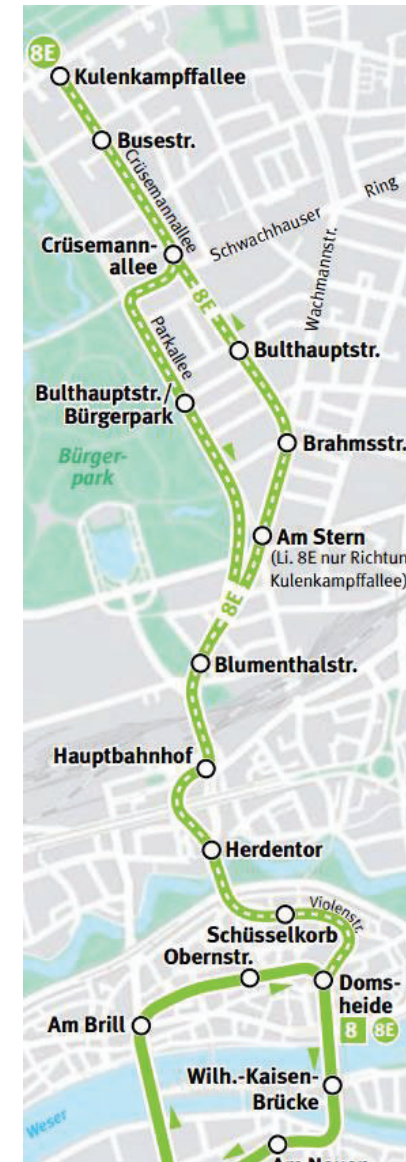 8E
Kulenkampffallee
Busestr.
Crüsemannallee
Ring
Schwachhauser
Wachmannstr.
Crüsemann-
allee
8E
Parkallee
Bulthauptstr.
Bulthauptstr./
Bürgerpark
Brahmsstr.
Bürger-
park
Am Stern
(Li. 8E nur Richtun
Kulenkampffallee)
8E
Blumenthalstr.
Hauptbahnhof
Herdentor
Violenstr.
Schüsselkorb
Obernstr.
Doms-
heide
8 8E
Am Brill
Wilh.-Kaisen-
Brücke
Weser
Am Neuen